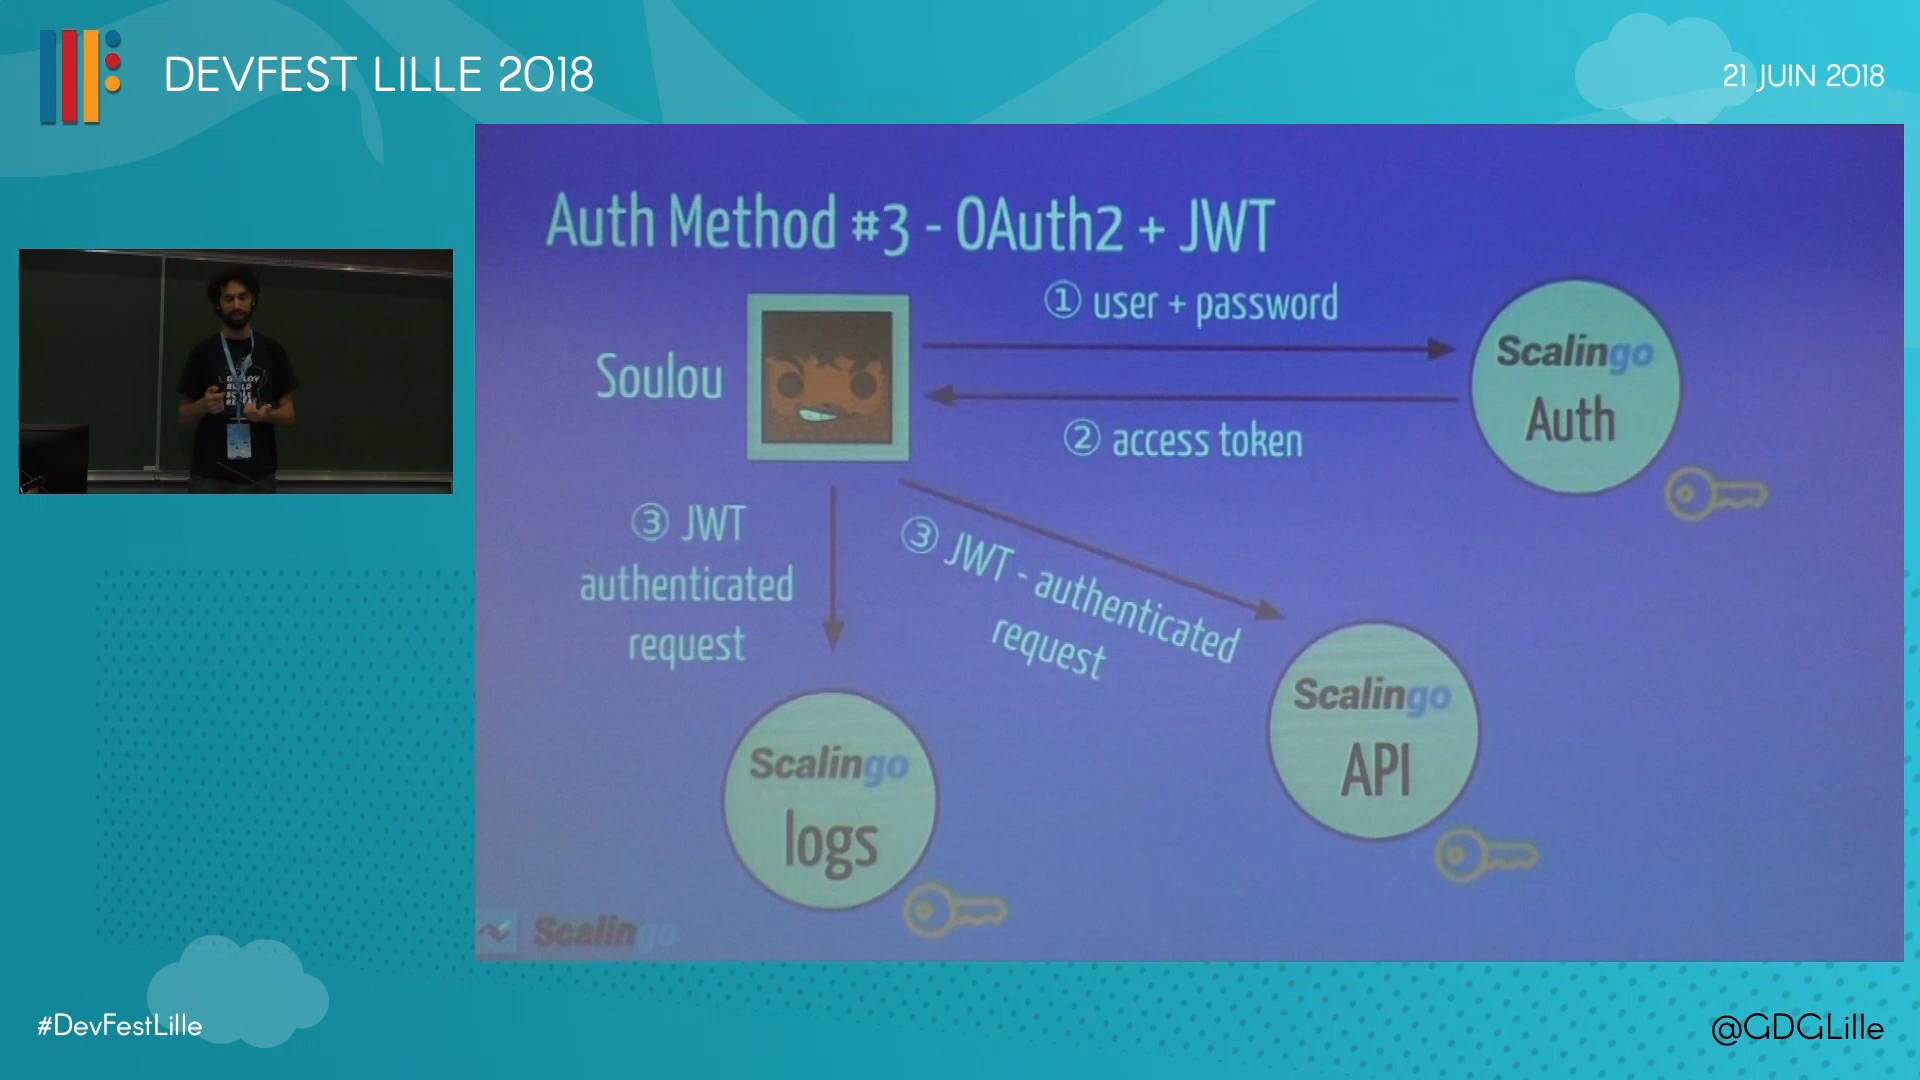 DEVFEST LILLE 2018
21 JUIN 2018
Auth Method #3 - OAuth2 + JWT
① user + password
Soulou
Scalingo
Auth
② access token
③ JWT
authenticated
request
③ JWT - authenticated
request
Scalingo
API
Scalingo
logs
Scalingo
#DevFestLille
@GDGLille